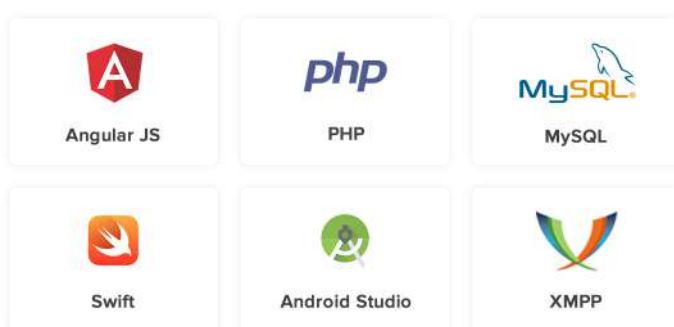 A
php
MySQL®
Angular JS
PHP
MySQL
Swift
Android Studio
XMPP